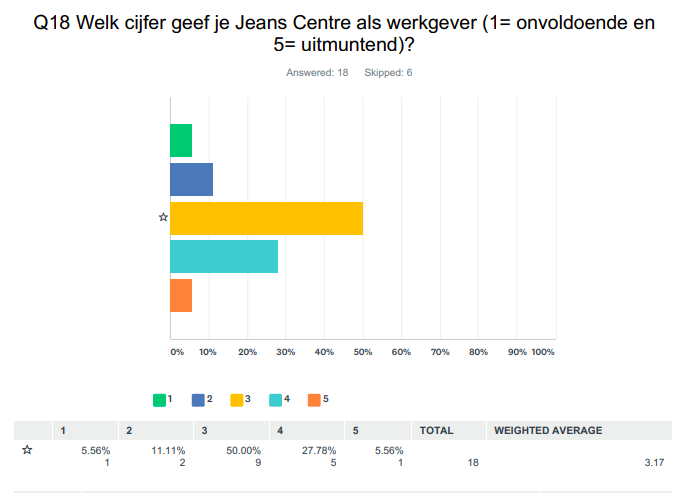 Q18 Welk cijfer geef je Jeans Centre als werkgever (1= onvoldoende en
5= uitmuntend)?
Answered: 18 Skipped: 6
0% 10% 20% 30% 40% 50% 60% 70% 80% 90% 100%
1 2 3 4 5
1 2 3 4 5 TOTAL WEIGHTED AVERAGE
5.56% 11.11% 50.00% 27.78% 5.56%
1 2 9 5 1 18 3.17